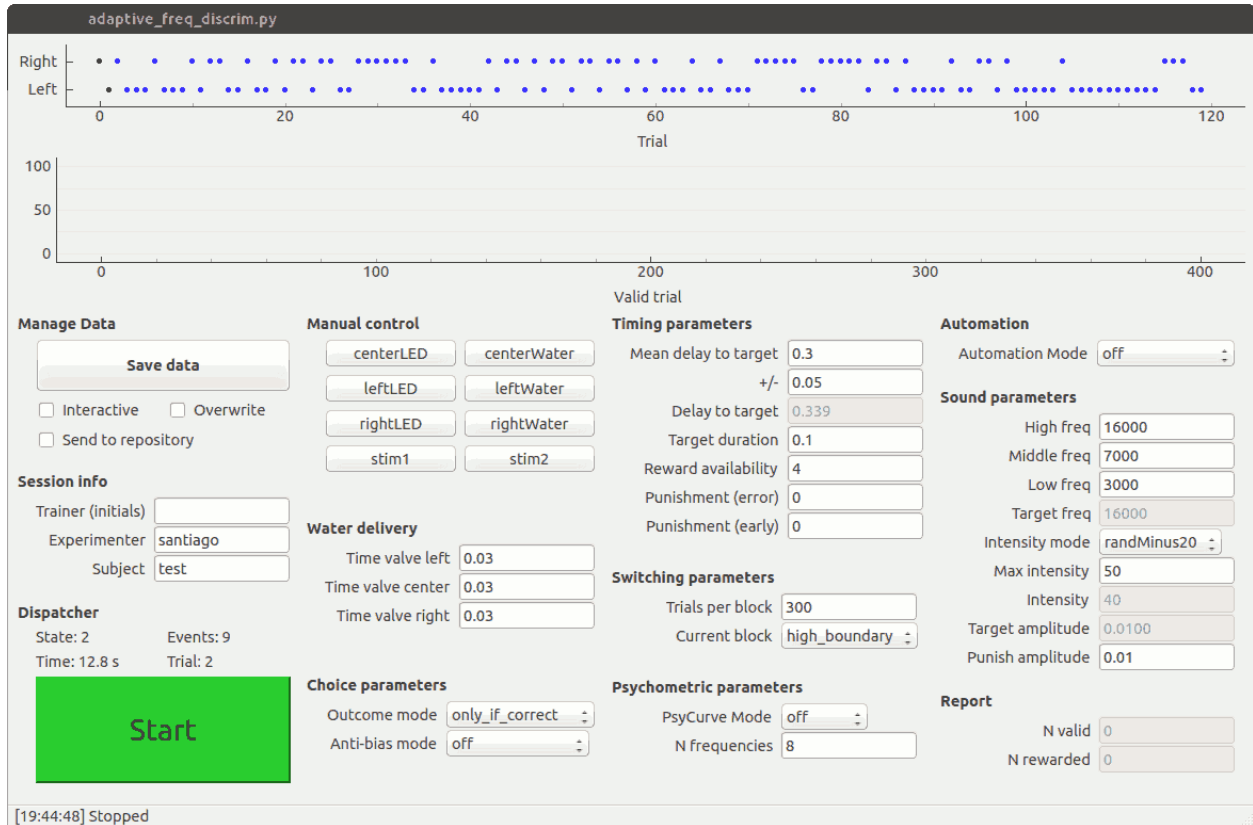 adaptive_freq_discrim.py
Right
Left
0 20 40 60 80 100 120
Trial
100
50
0
0 100 200 300 400
Valid trial
Manage Data
Save data
Interactive Overwrite
Send to repository
Session info
Trainer (initials)
Experimenter santiago
Subject test
Dispatcher
State: 2 Events: 9
Time: 12.8 s Trial: 2
Start
Manual control
centerLED centerWater
leftLED leftWater
rightLED rightWater
stim1 stim2
Water delivery
Time valve left 0.03
Time valve center 0.03
Time valve right 0.03
Choice parameters
Outcome mode only_if_correct
Anti-bias mode off
Timing parameters
Mean delay to target 0.3
+/- 0.05
Delay to target 0.339
Target duration 0.1
Reward availability 4
Punishment (error) 0
Punishment (early) 0
Switching parameters
Trials per block 300
Current block high_boundary
Psychometric parameters
PsyCurve Mode off
N frequencies 8
Automation
Automation Mode off
Sound parameters
High freq 16000
Middle freq 7000
Low freq 3000
Target freq 16000
Intensity mode randMinus20
Max intensity 50
Intensity 40
Target amplitude 0.0100
Punish amplitude 0.01
Report
N valid 0
N rewarded 0
[19:44:48] Stopped